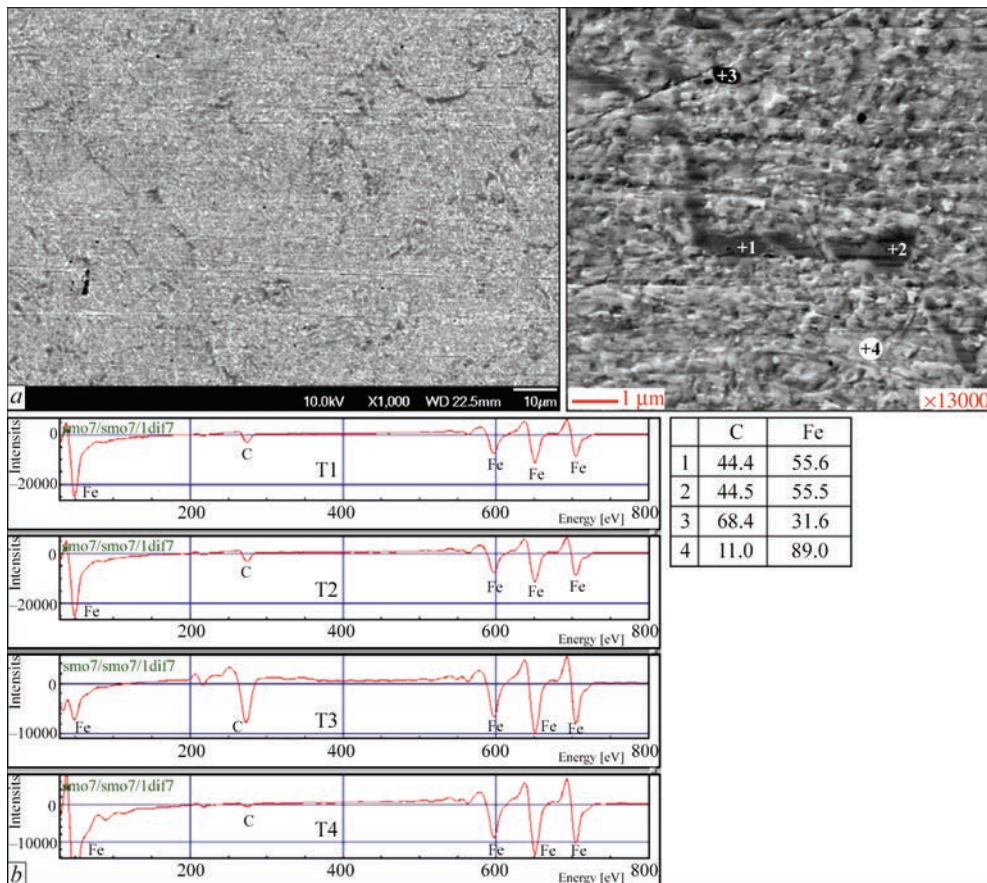 a
10.0kV X1,000 WD 22.5mm 10µm
+3
+1
+2
+4
1 µm
×13000
Intensits
smo7/smo7/1dif7
0
–20000
Fe
C
T1
Fe
Fe
Fe
200 400 600 800
Energy [eV]
Intensits
smo7/smo7/1dif7
0
–20000
Fe
C
T2
Fe
Fe
Fe
200 400 600 800
Energy [eV]
Intensits
smo7/smo7/1dif7
0
–10000
Fe
C
T3
Fe
Fe
Fe
200 400 600 800
Energy [eV]
Intensits
smo7/smo7/1dif7
0
–10000
Fe
C
T4
Fe
Fe
Fe
200 400 600 800
Energy [eV]
b
C Fe
1 44.4 55.6
2 44.5 55.5
3 68.4 31.6
4 11.0 89.0